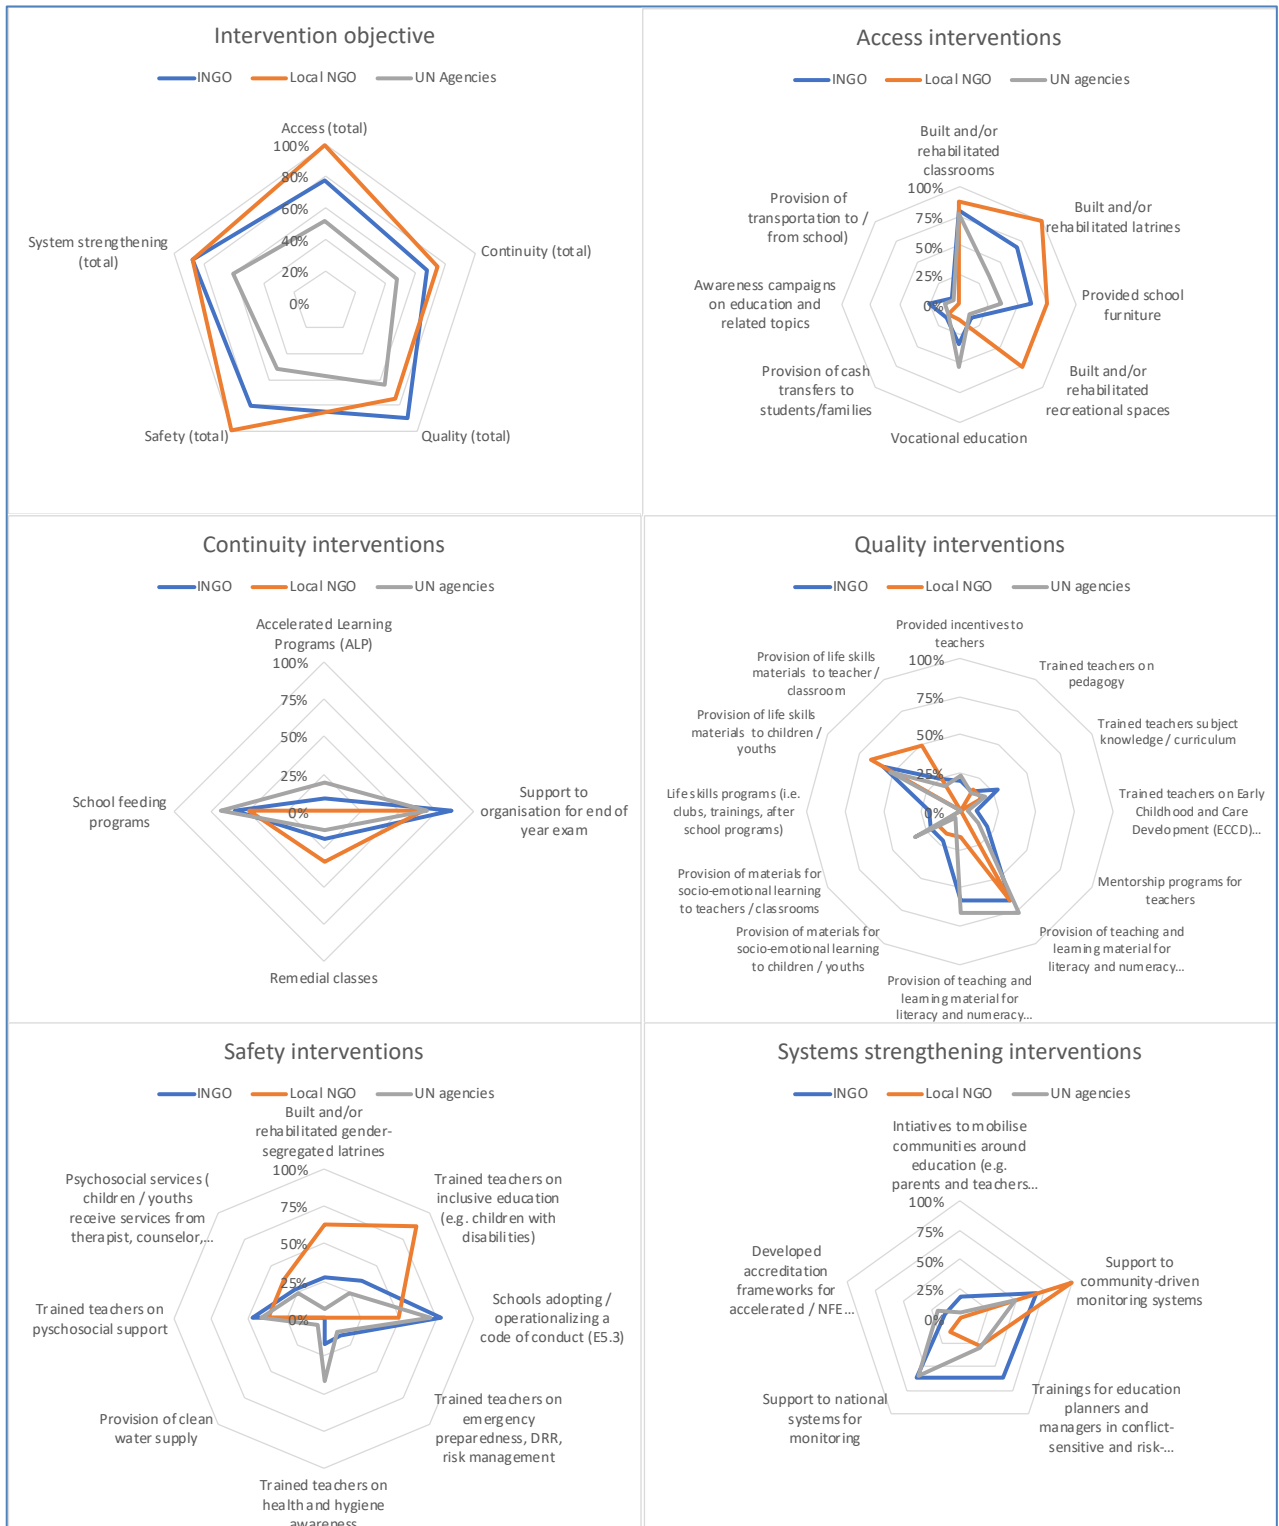 Intervention objective
INGO Local NGO UN Agencies
Access (total)
100%
80%
60%
40%
20%
0%
Continuity (total)
Quality (total)
Safety (total)
System strengthening
(total)
Access interventions
INGO Local NGO UN agencies
Built and/or
rehabilitated
classrooms
100%
75%
50%
25%
0%
Built and/or
rehabilitated latrines
Provided school
furniture
Built and/or
rehabilitated
recreational spaces
Vocational education
Provision of cash
transfers to
students/families
Awareness campaigns
on education and
related topics
Provision of
transportation to /
from school)
Continuity interventions
INGO Local NGO UN agencies
Accelerated Learning
Programs (ALP)
100%
75%
50%
25%
0%
Support to
organisation for end of
year exam
Remedial classes
School feeding
programs
Quality interventions
INGO Local NGO UN agencies
Provided incentives to
teachers
100%
75%
50%
25%
0%
Trained teachers on
pedagogy
Trained teachers subject
knowledge / curriculum
Trained teachers on Early
Childhood and Care
Development (ECCD)...
Mentorship programs for
teachers
Provision of teaching and
learning material for
literacy and numeracy...
Provision of teaching and
learning material for
literacy and numeracy...
Provision of materials for
socio-emotional learning
to children / youths
Provision of materials for
socio-emotional learning
to teachers / classrooms
Life skills programs (i.e.
clubs, trainings, after
school programs)
Provision of life skills
materials to children /
youths
Provision of life skills
materials to teacher /
classroom
Safety interventions
INGO Local NGO UN agencies
Built and/or
rehabilitated gender-
segregated latrines
100%
75%
50%
25%
0%
Trained teachers on
inclusive education
(e.g. children with
disabilities)
Schools adopting /
operationalizing a
code of conduct (E5.3)
Trained teachers on
emergency
preparedness, DRR,
risk management
Trained teachers on
health and hygiene
awareness
Provision of clean
water supply
Trained teachers on
pyschosocial support
Psychosocial services (
children / youths
receive services from
therapist, counselor,...
Systems strengthening interventions
INGO Local NGO UN agencies
Intiatives to mobilise
communities around
education (e.g.
parents and teachers...
100%
75%
50%
25%
0%
Support to
community-driven
monitoring systems
Trainings for education
planners and
managers in conflict-
sensitive and risk-...
Support to national
systems for
monitoring
Developed
accreditation
frameworks for
accelerated / NFE...